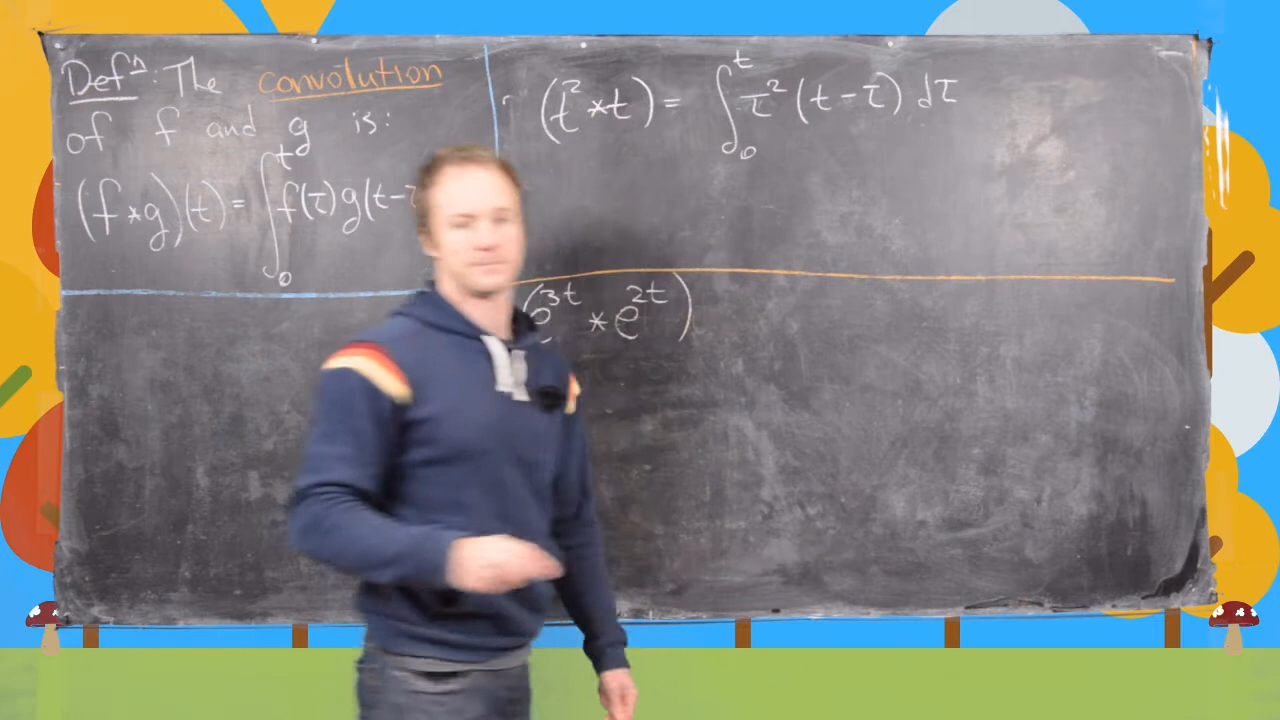 Defⁿ: The convolution
of f and g is:
(f*g)(t) = ∫₀ᵗ f(τ)g(t-
(t² * t) = ∫₀ᵗ τ² (t-τ) dτ
(e³ᵗ * e²ᵗ)